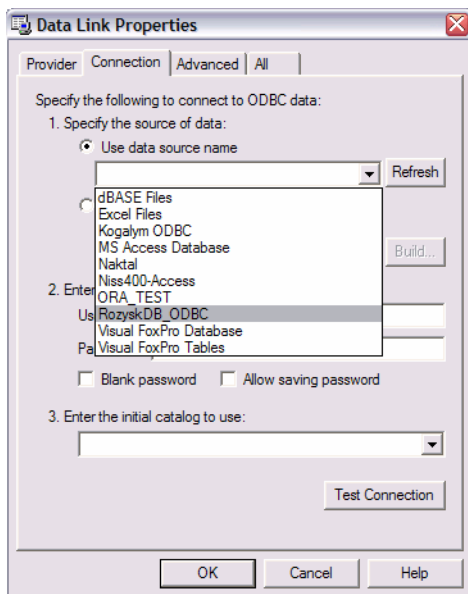 Data Link Properties
Provider Connection Advanced All
Specify the following to connect to ODBC data:
1. Specify the source of data:
Use data source name
Refresh
dBASE Files
Excel Files
Kogalym ODBC
MS Access Database
Build...
Naktal
Niss400-Access
2. Enter
ORA_TEST
Us
RozyskDB_ODBC
Visual FoxPro Database
Pa
Visual FoxPro Tables
Blank password Allow saving password
3. Enter the initial catalog to use:
Test Connection
OK Cancel Help